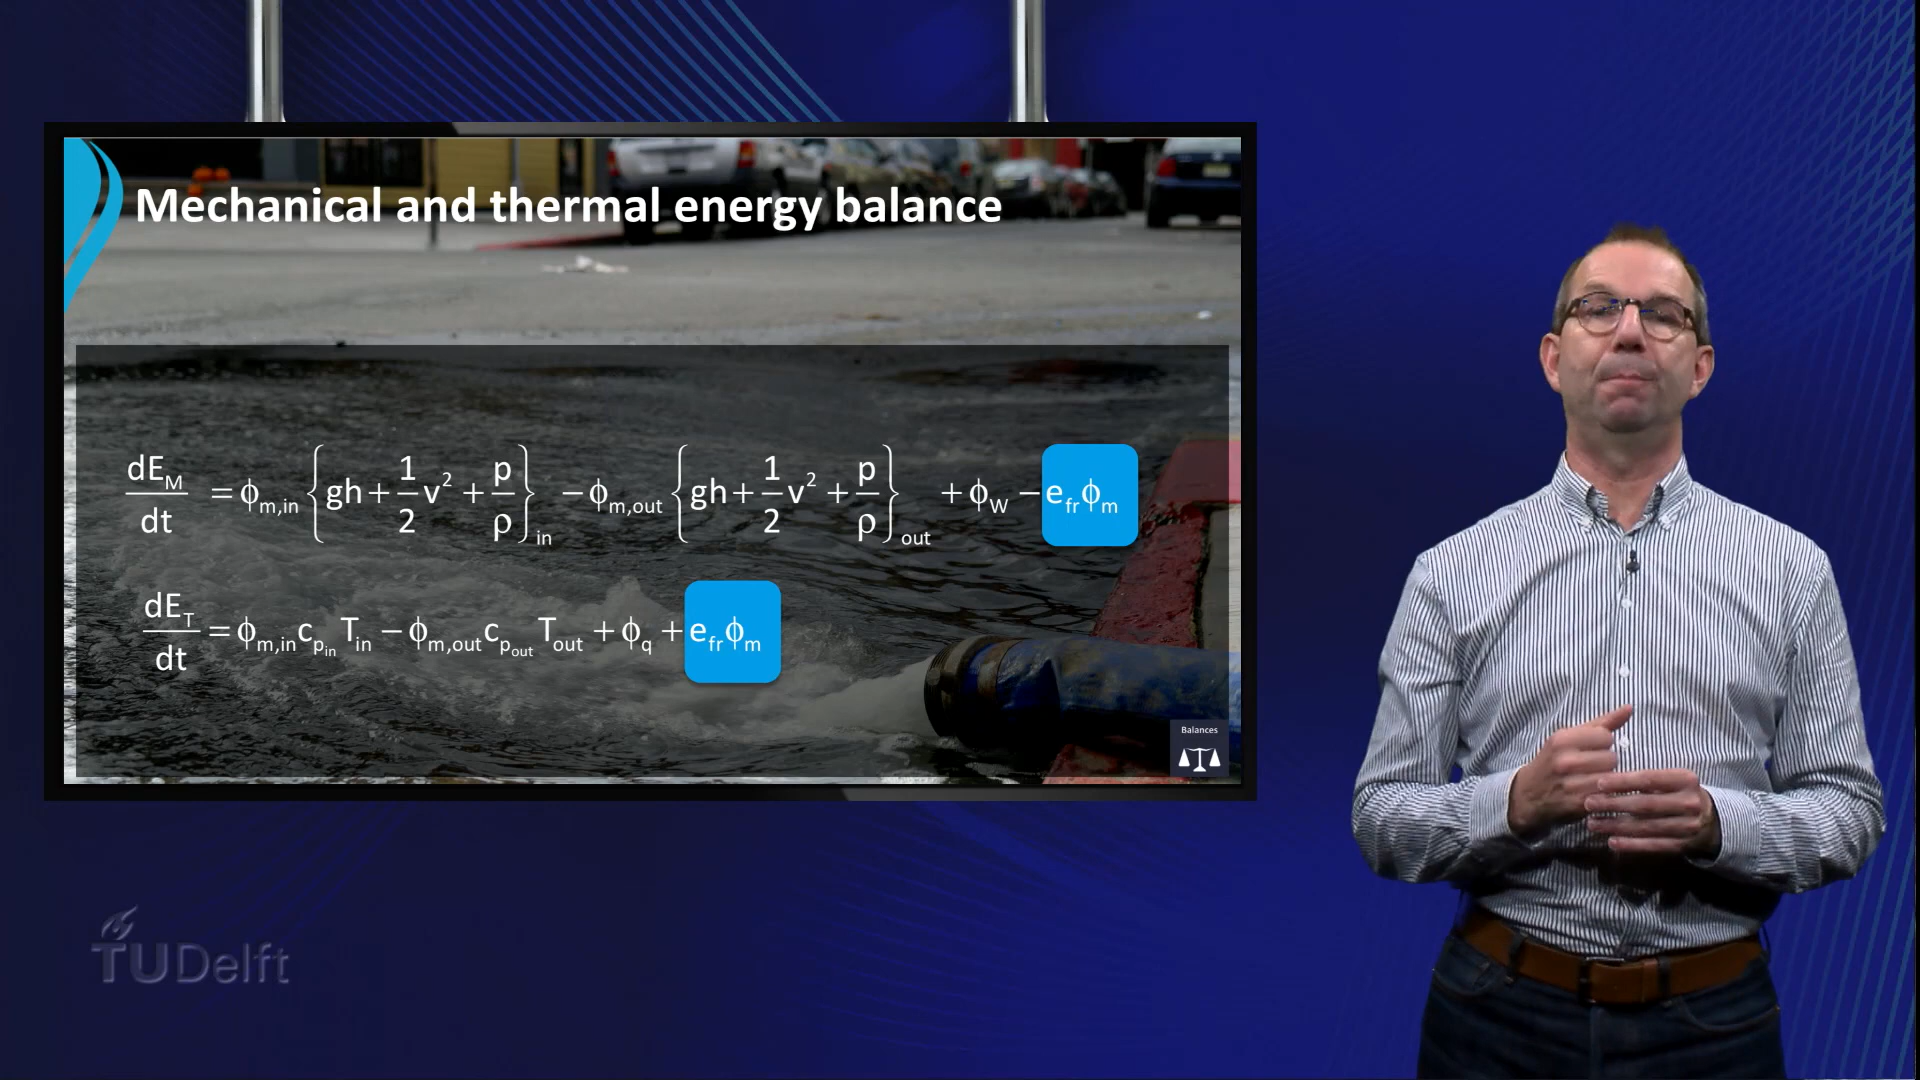 Mechanical and thermal energy balance
dE_M/dt = ϕ_m,in {gh + 1/2 v² + p/ρ}_in − ϕ_m,out {gh + 1/2 v² + p/ρ}_out + ϕ_W − e_fr ϕ_m
dE_T/dt = ϕ_m,in c_p_in T_in − ϕ_m,out c_p_out T_out + ϕ_q + e_fr ϕ_m
Balances
TUDelft